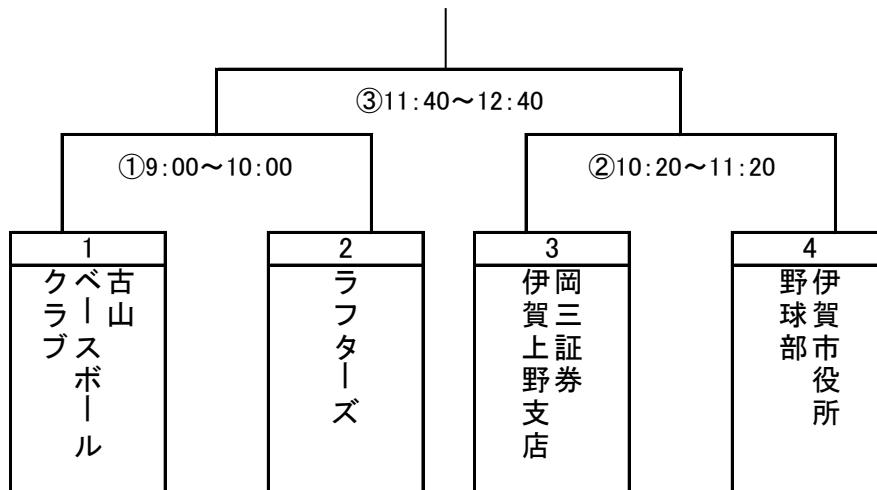 ③11:40～12:40
①9:00～10:00
②10:20～11:20
1
古山
ベースボール
クラブ
2
ラフターズ
3
岡三証券
伊賀上野支店
4
伊賀市役所
野球部